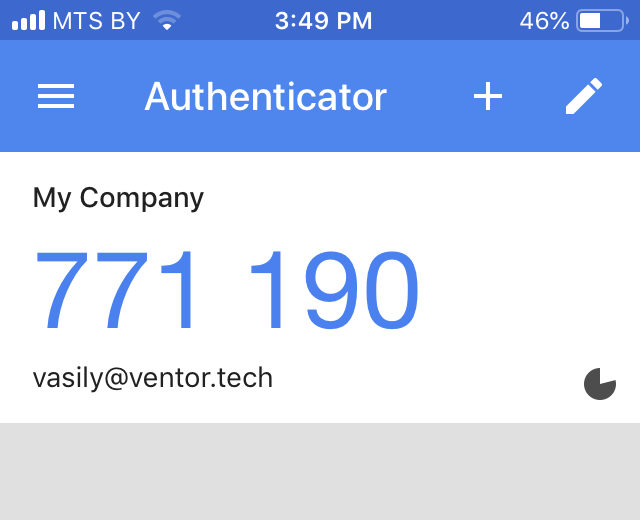 MTS BY 3:49 PM 46%
Authenticator
My Company
771 190
vasily@ventor.tech